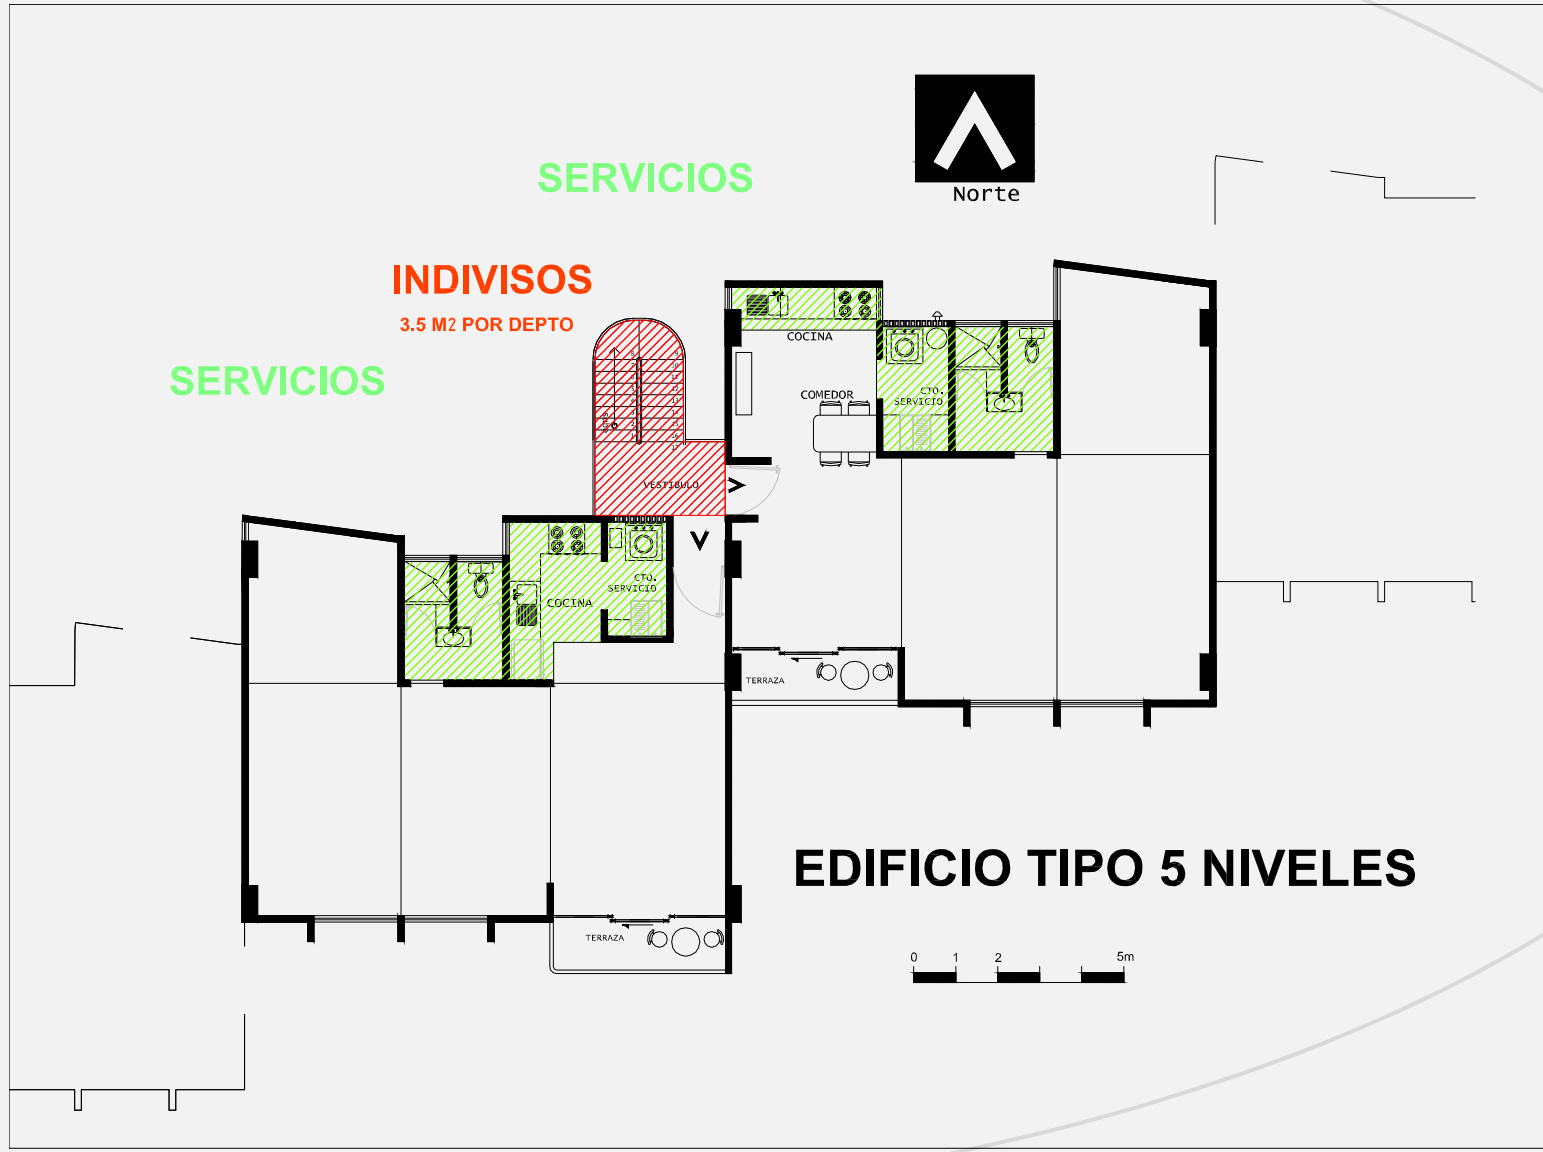 Norte
SERVICIOS
INDIVISOS
3.5 M2 POR DEPTO
SERVICIOS
COCINA
COMEDOR
CTO.
SERVICIO
VESTIBULO
CTO.
SERVICIO
COCINA
TERRAZA
EDIFICIO TIPO 5 NIVELES
TERRAZA
0 1 2 5m